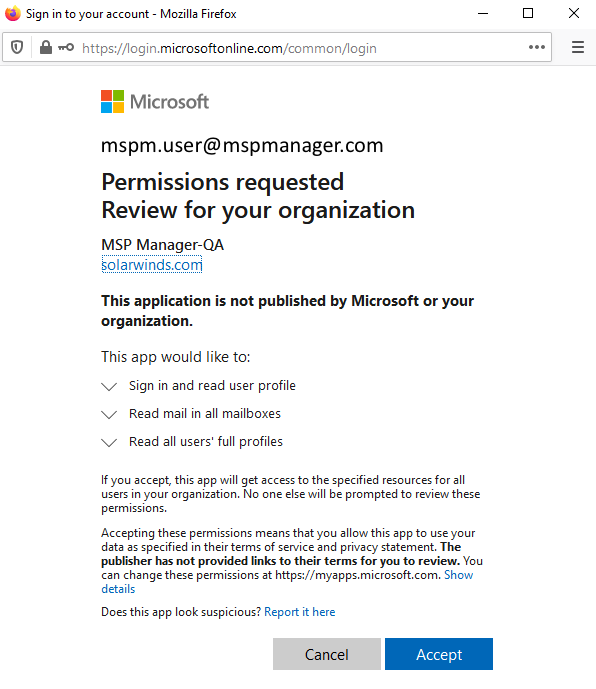 Sign in to your account - Mozilla Firefox
https://login.microsoftonline.com/common/login
Microsoft
mspm.user@mspmanager.com
Permissions requested
Review for your organization
MSP Manager-QA
solarwinds.com
This application is not published by Microsoft or your
organization.
This app would like to:
Sign in and read user profile
Read mail in all mailboxes
Read all users' full profiles
If you accept, this app will get access to the specified resources for all
users in your organization. No one else will be prompted to review these
permissions.
Accepting these permissions means that you allow this app to use your
data as specified in their terms of service and privacy statement. The
publisher has not provided links to their terms for you to review. You
can change these permissions at https://myapps.microsoft.com. Show
details
Does this app look suspicious? Report it here
Cancel Accept